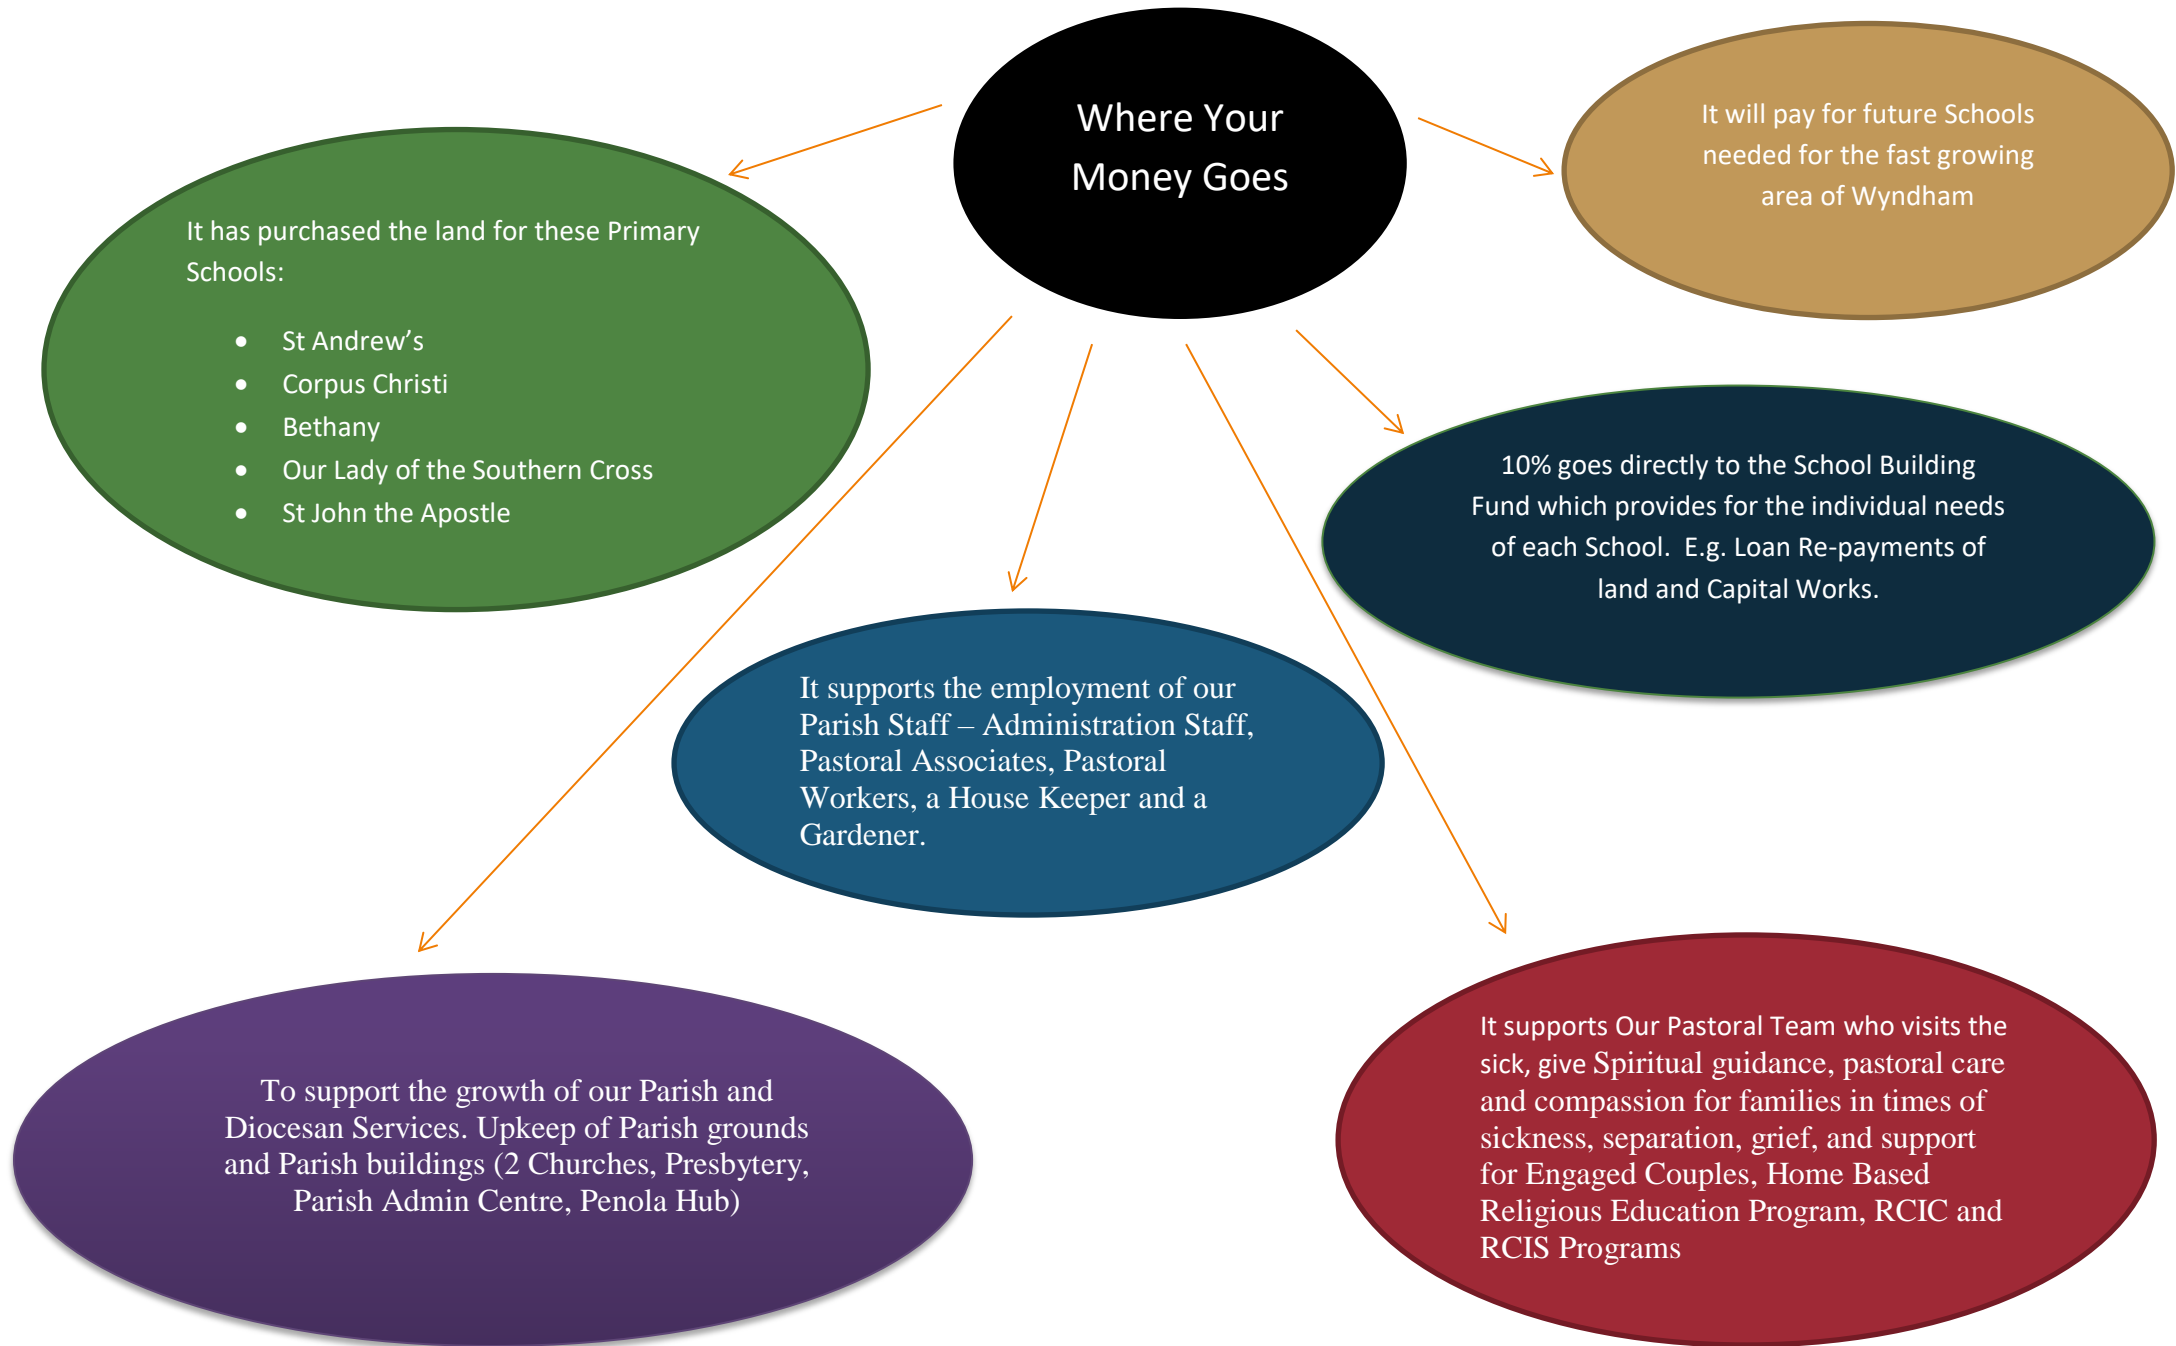 Where Your
Money Goes
It will pay for future Schools
needed for the fast growing
area of Wyndham
It has purchased the land for these Primary
Schools:
• St Andrew’s
• Corpus Christi
• Bethany
• Our Lady of the Southern Cross
• St John the Apostle
10% goes directly to the School Building
Fund which provides for the individual needs
of each School.  E.g. Loan Re-payments of
land and Capital Works.
It supports the employment of our
Parish Staff – Administration Staff,
Pastoral Associates, Pastoral
Workers, a House Keeper and a
Gardener.
To support the growth of our Parish and
Diocesan Services. Upkeep of Parish grounds
and Parish buildings (2 Churches, Presbytery,
Parish Admin Centre, Penola Hub)
It supports Our Pastoral Team who visits the
sick, give Spiritual guidance, pastoral care
and compassion for families in times of
sickness, separation, grief, and support
for Engaged Couples, Home Based
Religious Education Program, RCIC and
RCIS Programs